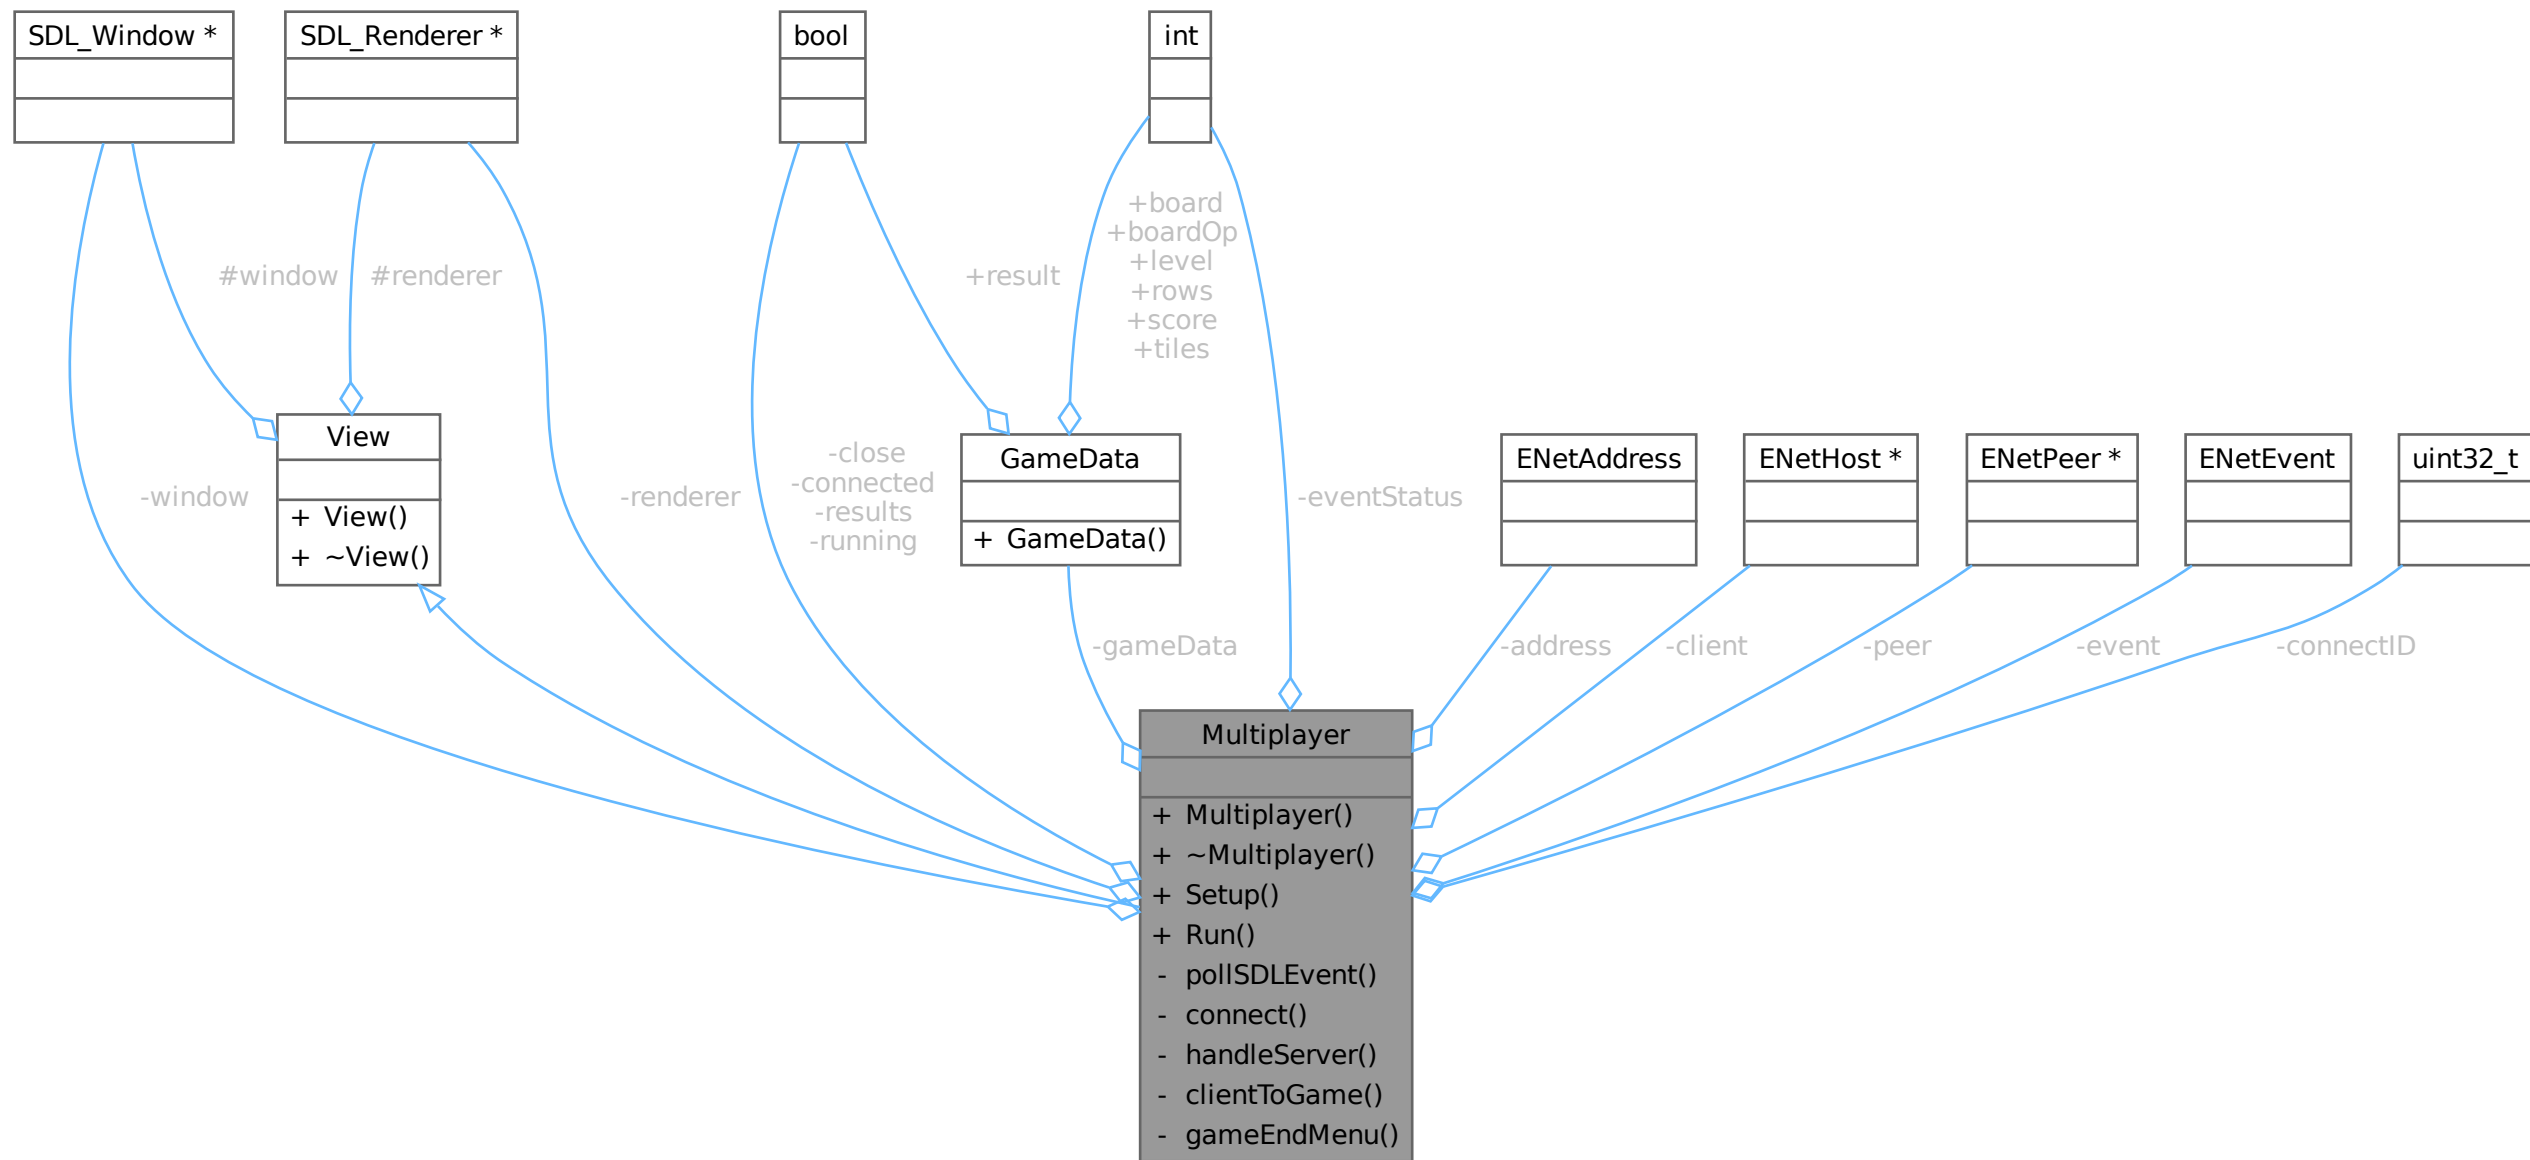 SDL_Window *
SDL_Renderer *
bool
int
+board
+boardOp
+level
+rows
+score
+tiles
#window
#renderer
+result
View
+ View()
+ ~View()
-window
-renderer
-close
-connected
-results
-running
GameData
+ GameData()
-eventStatus
ENetAddress
ENetHost *
ENetPeer *
ENetEvent
uint32_t
-gameData
-address
-client
-peer
-event
-connectID
Multiplayer
+ Multiplayer()
+ ~Multiplayer()
+ Setup()
+ Run()
- pollSDLEvent()
- connect()
- handleServer()
- clientToGame()
- gameEndMenu()